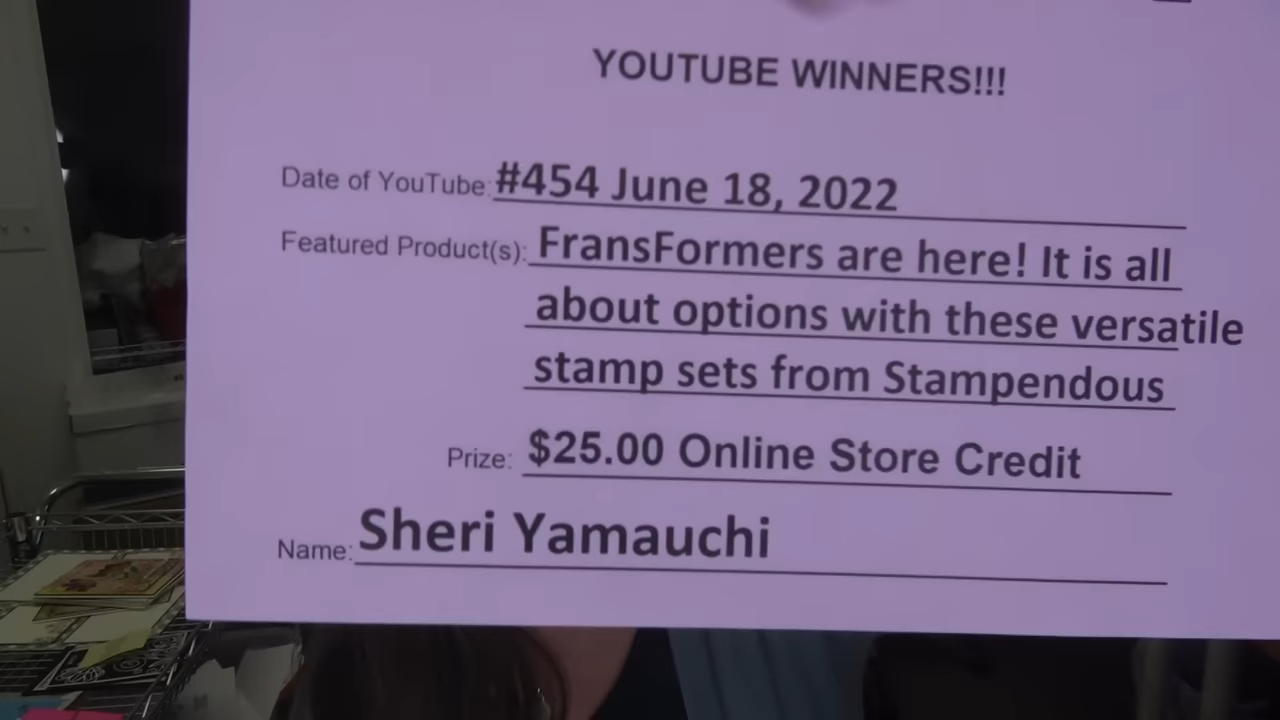 YOUTUBE WINNERS!!!
Date of YouTube: #454 June 18, 2022
Featured Product(s): FransFormers are here! It is all
about options with these versatile
stamp sets from Stampendous
Prize: $25.00 Online Store Credit
Name: Sheri Yamauchi